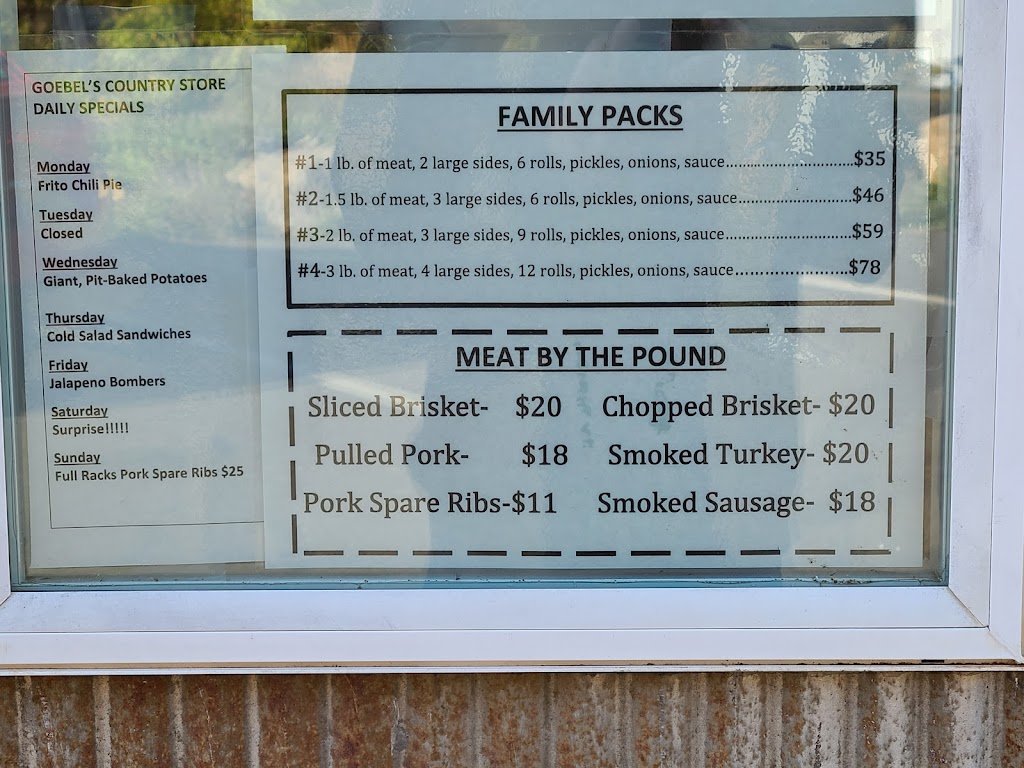 GOEBEL'S COUNTRY STORE
DAILY SPECIALS
Monday
Frito Chili Pie
Tuesday
Closed
Wednesday
Giant, Pit-Baked Potatoes
Thursday
Cold Salad Sandwiches
Friday
Jalapeno Bombers
Saturday
Surprise!!!!!
Sunday
Full Racks Pork Spare Ribs $25
FAMILY PACKS
#1-1 lb. of meat, 2 large sides, 6 rolls, pickles, onions, sauce..............................$35
#2-1.5 lb. of meat, 3 large sides, 6 rolls, pickles, onions, sauce...........................$46
#3-2 lb. of meat, 3 large sides, 9 rolls, pickles, onions, sauce..............................$59
#4-3 lb. of meat, 4 large sides, 12 rolls, pickles, onions, sauce.........................$78
MEAT BY THE POUND
Sliced Brisket- $20 Chopped Brisket- $20
Pulled Pork- $18 Smoked Turkey- $20
Pork Spare Ribs-$11 Smoked Sausage- $18